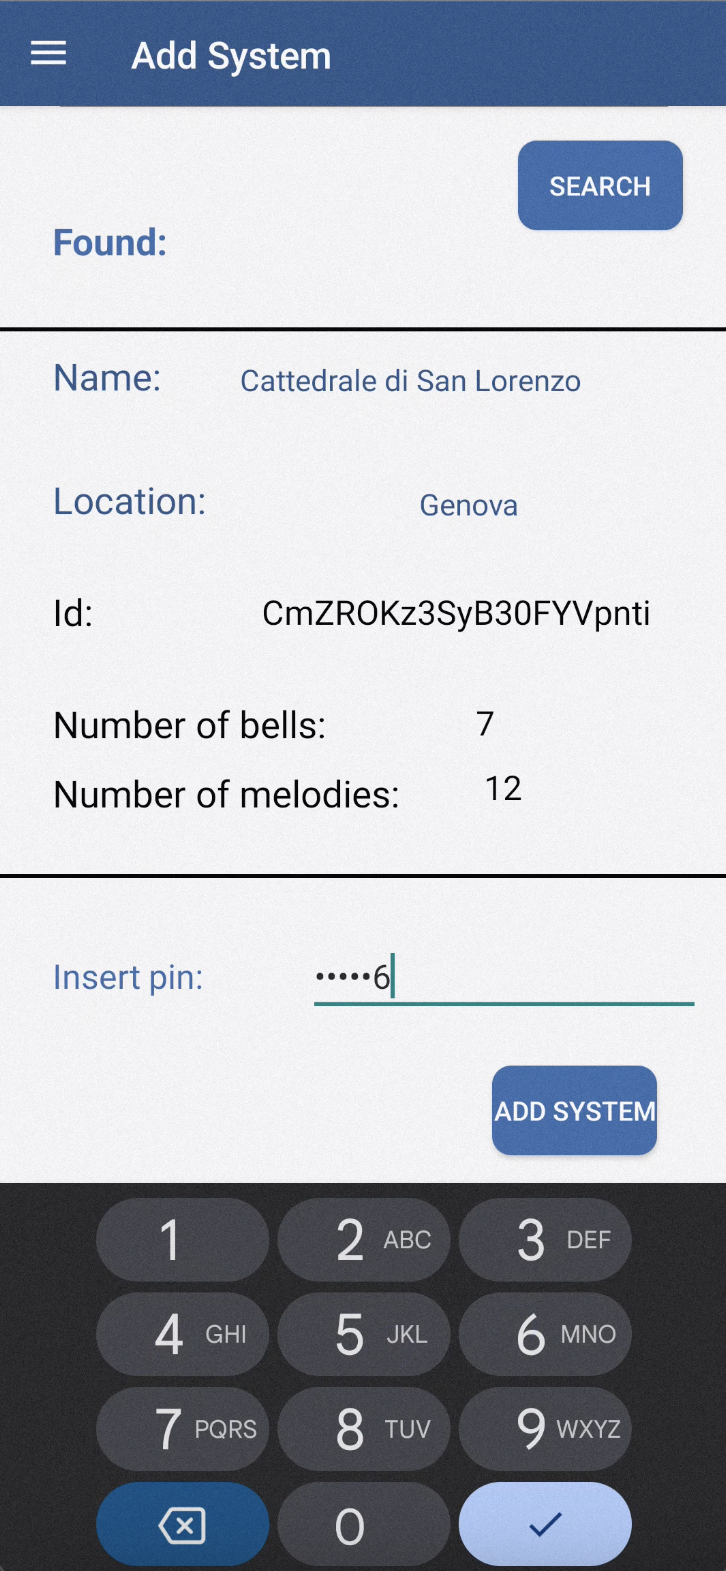 Add System
SEARCH
Found:
Name: Cattedrale di San Lorenzo
Location: Genova
Id: CmZROKz3SyB30FYVpnti
Number of bells: 7
Number of melodies: 12
Insert pin: •••••6
ADD SYSTEM
1 2 ABC 3 DEF
4 GHI 5 JKL 6 MNO
7 PQRS 8 TUV 9 WXYZ
0